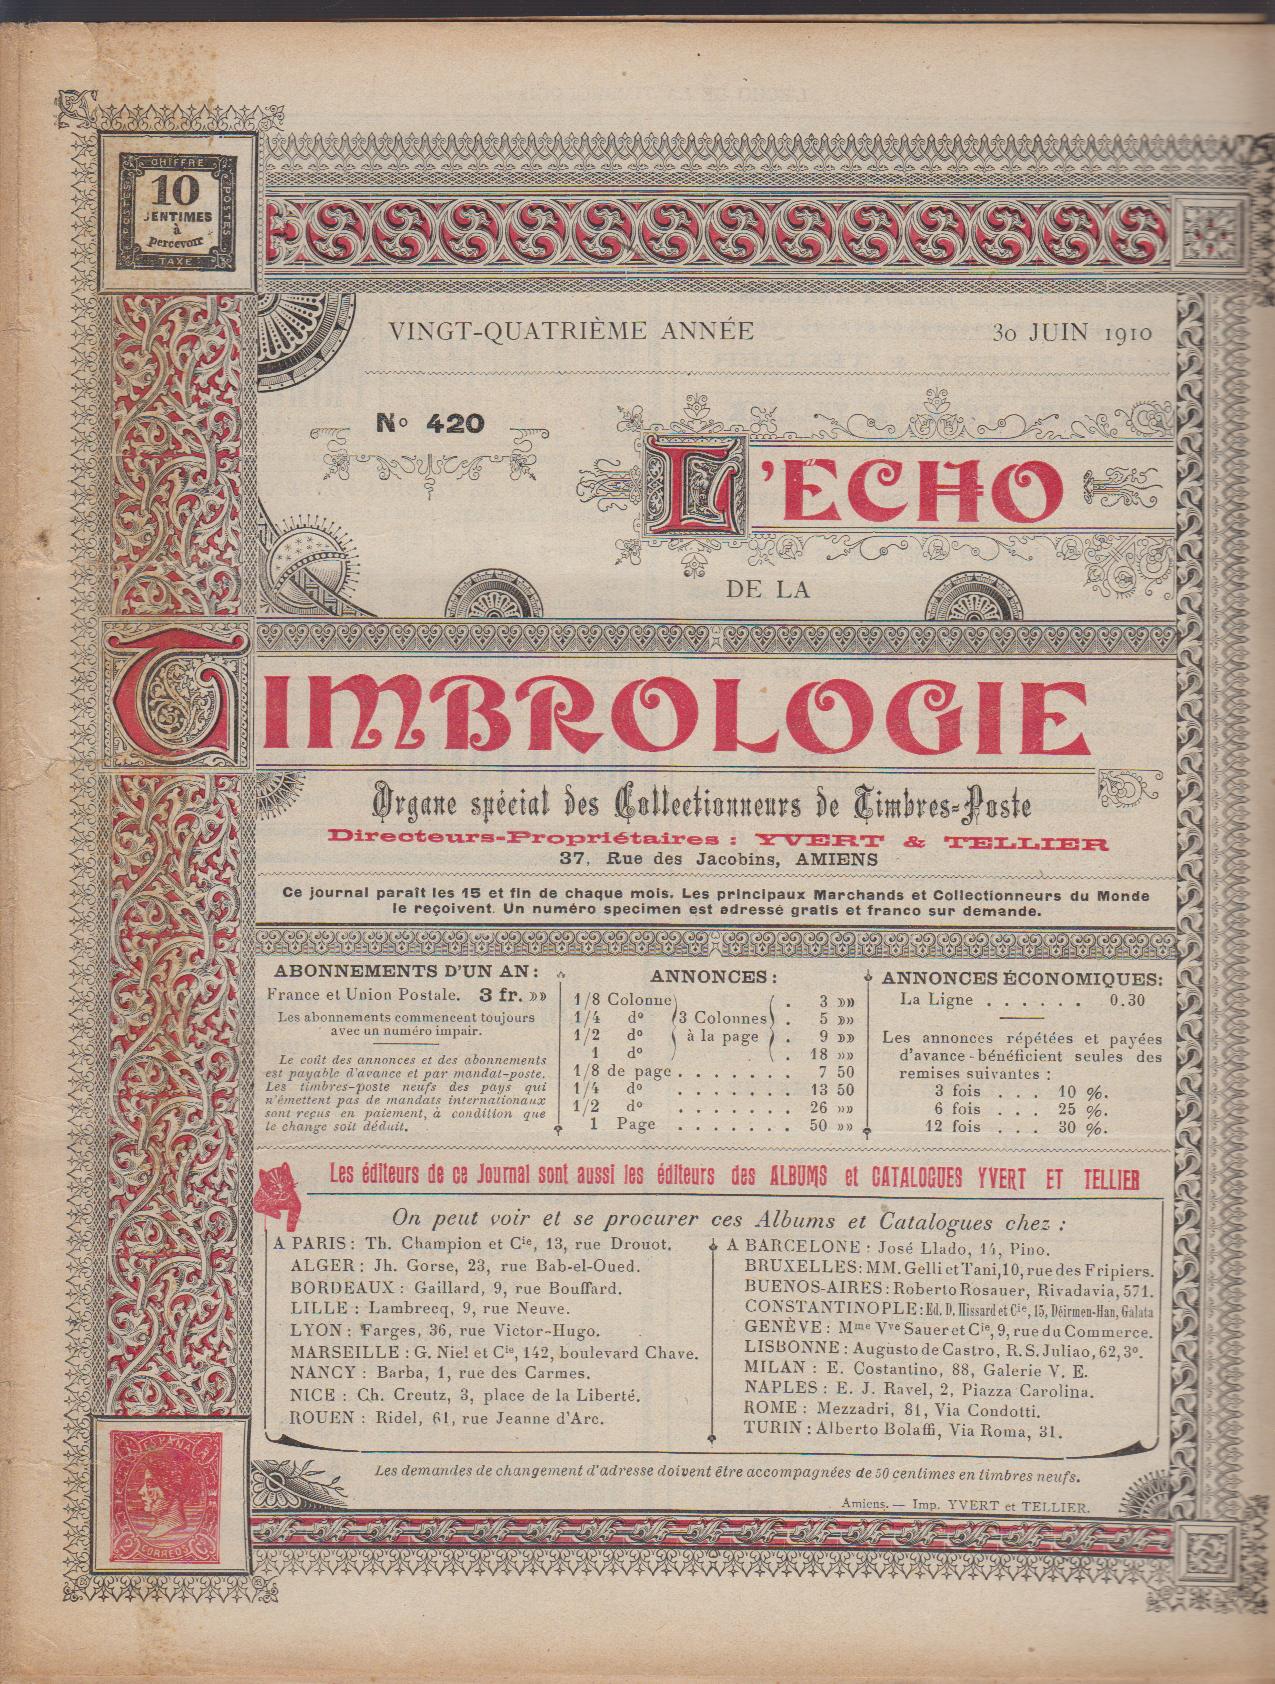 CHIFFRE
10
CENTIMES
à
percevoir
TAXE
POSTES
POSTES
VINGT-QUATRIÈME ANNÉE 30 JUIN 1910
No 420
L'ECHO
DE LA
TIMBROLOGIE
Organe spécial des Collectionneurs de Timbres-Poste
Directeurs-Propriétaires : YVERT & TELLIER
37, Rue des Jacobins, AMIENS
Ce journal paraît les 15 et fin de chaque mois. Les principaux Marchands et Collectionneurs du Monde
le reçoivent. Un numéro specimen est adressé gratis et franco sur demande.
ABONNEMENTS D'UN AN :
France et Union Postale. 3 fr. »»
Les abonnements commencent toujours
avec un numéro impair.
Le coût des annonces et des abonnements
est payable d'avance et par mandat-poste.
Les timbres-poste neufs des pays qui
n'émettent pas de mandats internationaux
sont reçus en paiement, à condition que
le change soit déduit.
ANNONCES :
1/8 Colonne . 3 »»
1/4 do 3 Colonnes . 5 »»
1/2 do à la page . 9 »»
1 do . 18 »»
1/8 de page . . . . . . . 7 50
1/4 do . . . . . . . 13 50
1/2 do . . . . . . . 26 »»
1 Page . . . . . . . 50 »»
ANNONCES ÉCONOMIQUES:
La Ligne . . . . . . 0.30
Les annonces répétées et payées
d'avance - bénéficient seules des
remises suivantes :
3 fois . . . 10 %.
6 fois . . . 25 %.
12 fois . . . 30 %.
Les éditeurs de ce Journal sont aussi les éditeurs des ALBUMS et CATALOGUES YVERT ET TELLIER
On peut voir et se procurer ces Albums et Catalogues chez :
A PARIS : Th. Champion et Cie, 13, rue Drouot.
ALGER : Jh. Gorse, 23, rue Bab-el-Oued.
BORDEAUX : Gaillard, 9, rue Bouffard.
LILLE : Lambrecq, 9, rue Neuve.
LYON : Farges, 36, rue Victor-Hugo.
MARSEILLE : G. Niel et Cie, 142, boulevard Chave.
NANCY : Barba, 1, rue des Carmes.
NICE : Ch. Creutz, 3, place de la Liberté.
ROUEN : Ridel, 61, rue Jeanne d'Arc.
A BARCELONE : José Llado, 14, Pino.
BRUXELLES: MM. Gelli et Tani, 10, rue des Fripiers.
BUENOS-AIRES : Roberto Rosauer, Rivadavia, 571.
CONSTANTINOPLE : Ed. D. Hissard et Cie, 15, Déirmen-Han, Galata
GENÈVE : Mme Vve Sauer et Cie, 9, rue du Commerce.
LISBONNE : Augusto de Castro, R. S. Juliao, 62, 3o.
MILAN : E. Costantino, 88, Galerie V. E.
NAPLES : E. J. Ravel, 2, Piazza Carolina.
ROME : Mezzadri, 81, Via Condotti.
TURIN : Alberto Bolaffi, Via Roma, 31.
ESPANA
CORREOS
Les demandes de changement d'adresse doivent être accompagnées de 50 centimes en timbres neufs.
Amiens. — Imp. YVERT et TELLIER.